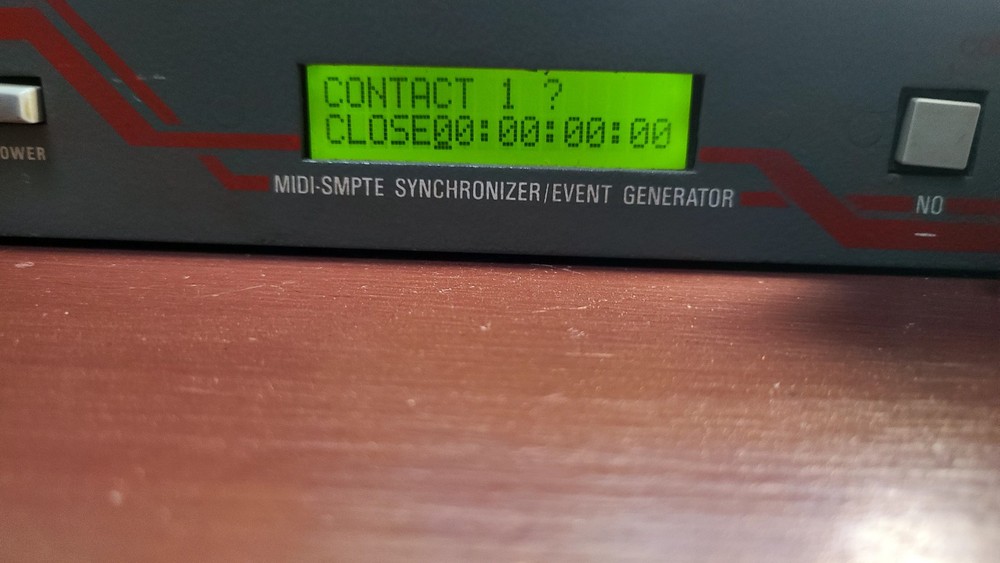 CONTACT 1 ?
CLOSE00:00:00:00
OWER
MIDI-SMPTE SYNCHRONIZER/EVENT GENERATOR
NO